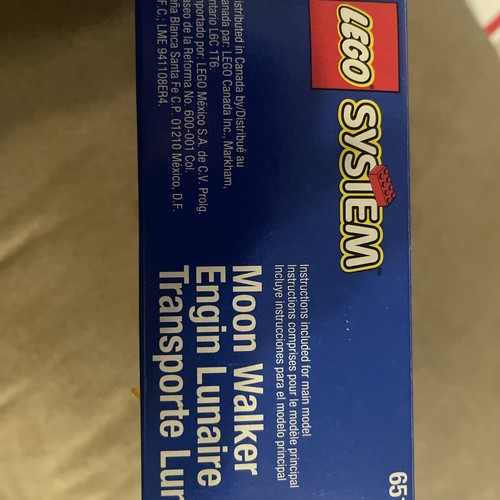 LEGO
SYSTEM
65
Instructions included for main model
Instructions comprises pour le modèle principal
Incluye instrucciones para el modelo principal
Moon Walker
Engin Lunaire
Transporte Lun
Distributed in Canada by/Distribué au
Canada par: LEGO Canada Inc., Markham,
Ontario L6C 1T6.
Importado por: LEGO México S.A. de C.V. Prolg.
Paseo de la Reforma No. 600-001 Col.
Peña Blanca Santa Fe C.P. 01210 México, D.F.
R.F.C.; LME 941108ER4.